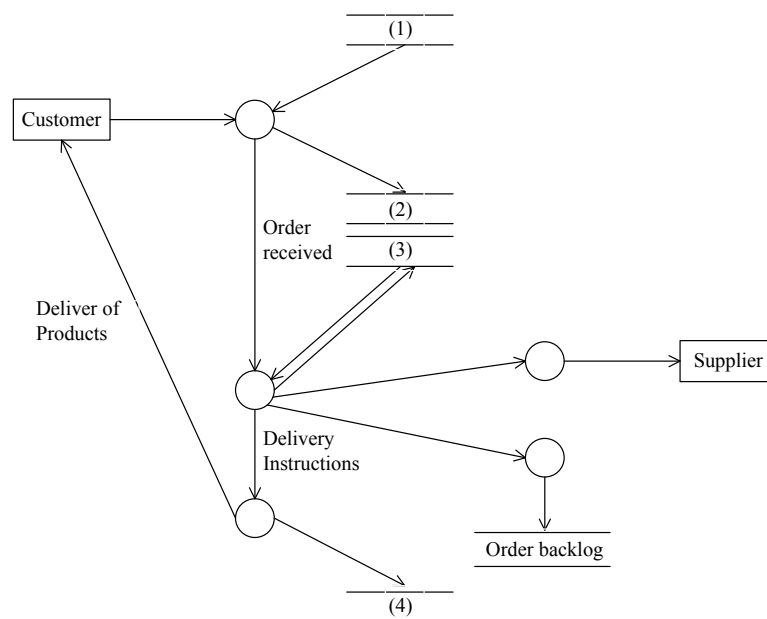 (1)
Customer
(2)
Order
received
(3)
Deliver of
Products
Supplier
Delivery
Instructions
Order backlog
(4)